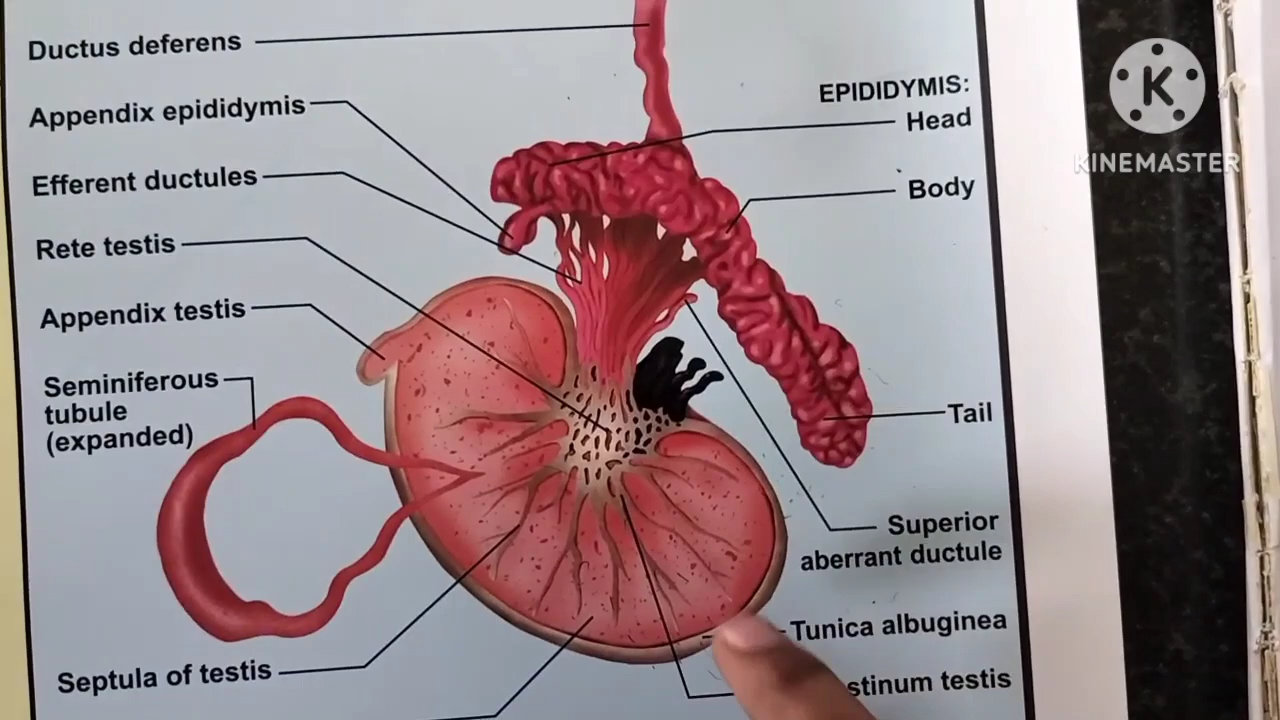 Ductus deferens
Appendix epididymis
Efferent ductules
Rete testis
Appendix testis
Seminiferous
tubule
(expanded)
Septula of testis
EPIDIDYMIS:
Head
Body
Tail
Superior
aberrant ductule
Tunica albuginea
testis
K
KINEMASTER